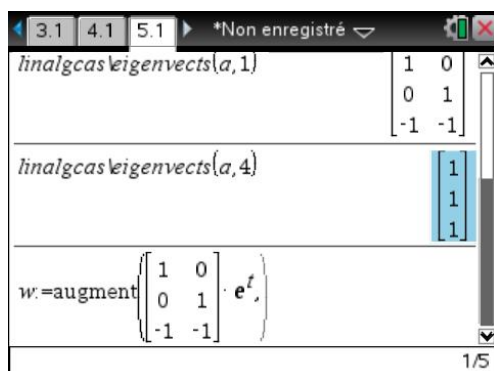 3.1 4.1 5.1 *Non enregistré
linalgcas\eigenvects(a,1)
1 0
0 1
-1 -1
linalgcas\eigenvects(a,4)
1
1
1
w:=augment([1 0
0 1
-1 -1]·e^t,)
1/5